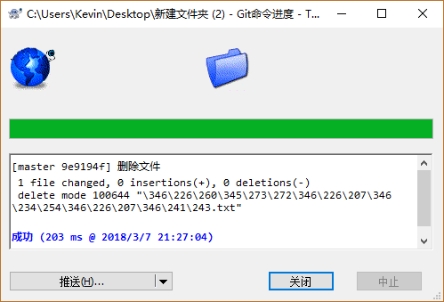 C:\Users\Kevin\Desktop\新建文件夹 (2) - Git命令进度 - T...
[master 9e9194f] 删除文件
1 file changed, 0 insertions(+), 0 deletions(-)
delete mode 100644 "\346\226\260\345\273\272\346\226\207\346
\234\254\346\226\207\346\241\243.txt"
成功 (203 ms @ 2018/3/7 21:27:04)
推送(H)...
关闭
中止